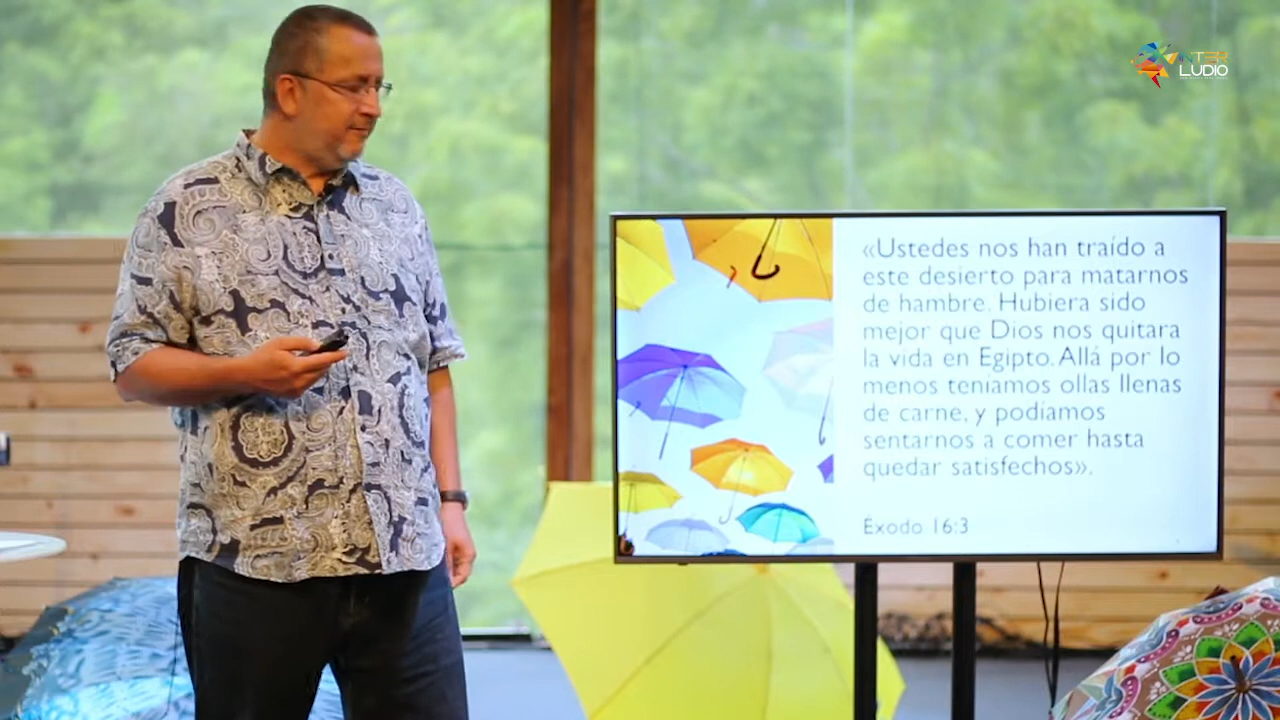 INTER
LUDIO
«Ustedes nos han traído a
este desierto para matarnos
de hambre. Hubiera sido
mejor que Dios nos quitara
la vida en Egipto. Allá por lo
menos teníamos ollas llenas
de carne, y podíamos
sentarnos a comer hasta
quedar satisfechos».
Éxodo 16:3